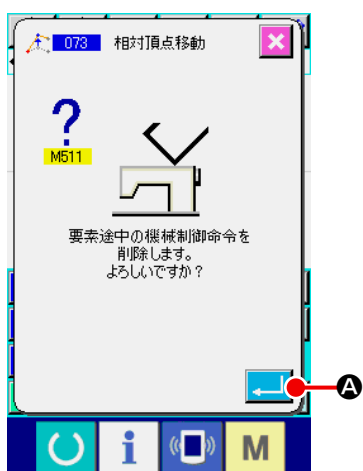 073 相対頂点移動
?
M511
要素途中の機械制御命令を
削除します。
よろしいですか？
A
i
M